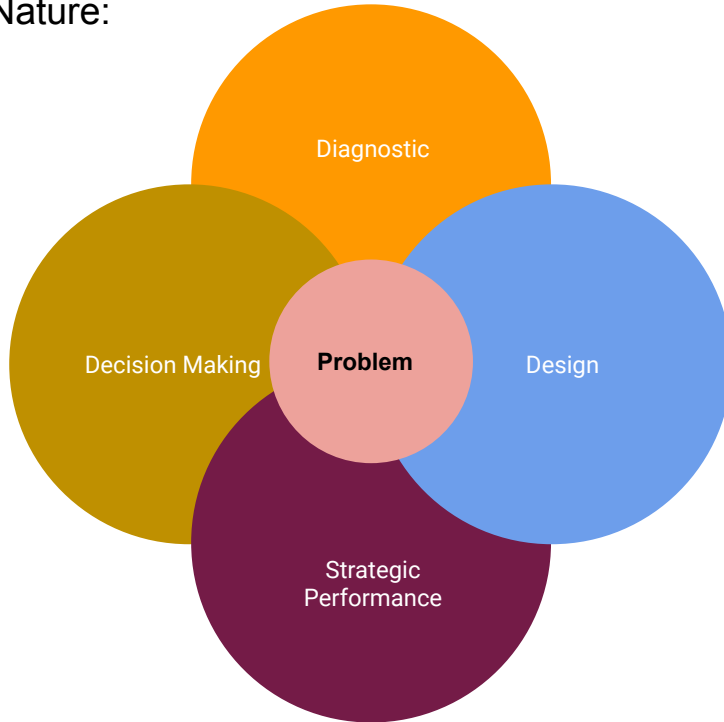 Nature:
Diagnostic
Decision Making
Problem
Design
Strategic
Performance